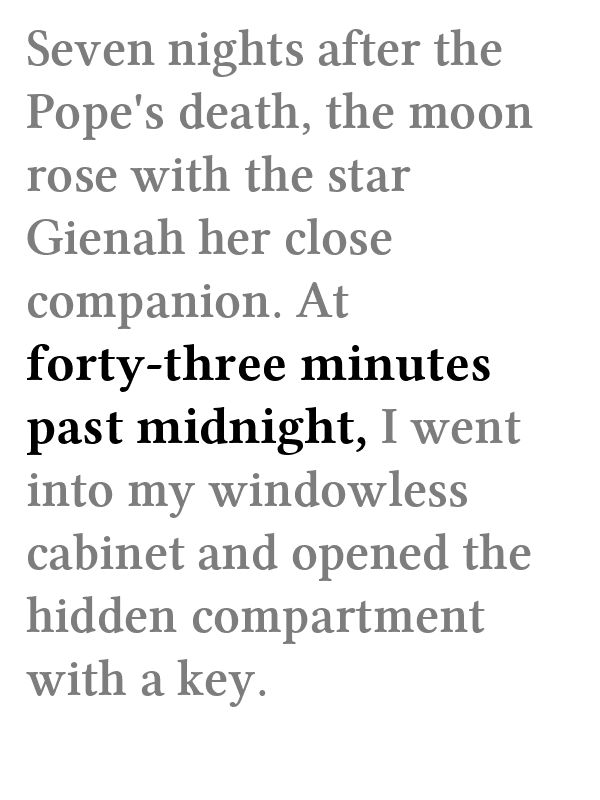 Seven nights after the
Pope's death, the moon
rose with the star
Gienah her close
companion. At
forty-three minutes
past midnight, I went
into my windowless
cabinet and opened the
hidden compartment
with a key.